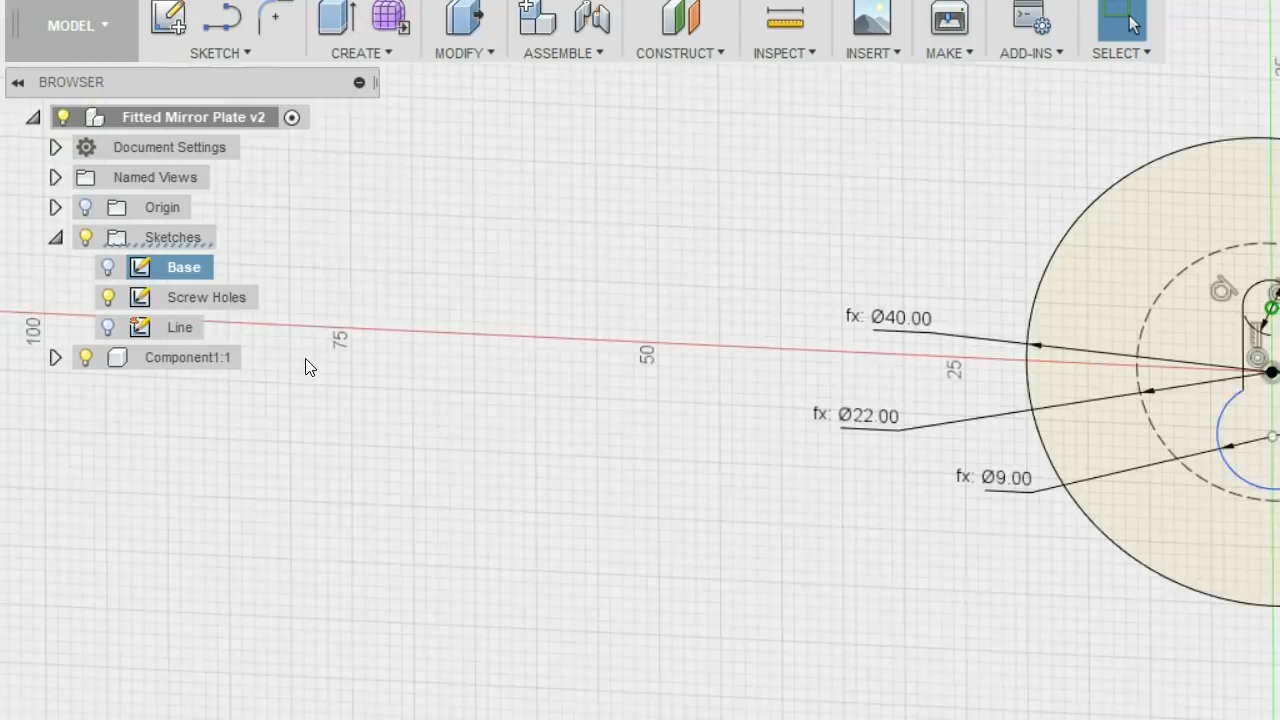 MODEL
SKETCH
CREATE
MODIFY
ASSEMBLE
CONSTRUCT
INSPECT
INSERT
MAKE
ADD-INS
SELECT
BROWSER
Fitted Mirror Plate v2
Document Settings
Named Views
Origin
Sketches
Base
Screw Holes
Line
Component1:1
100
75
50
25
fx: Ø40.00
fx: Ø22.00
fx: Ø9.00